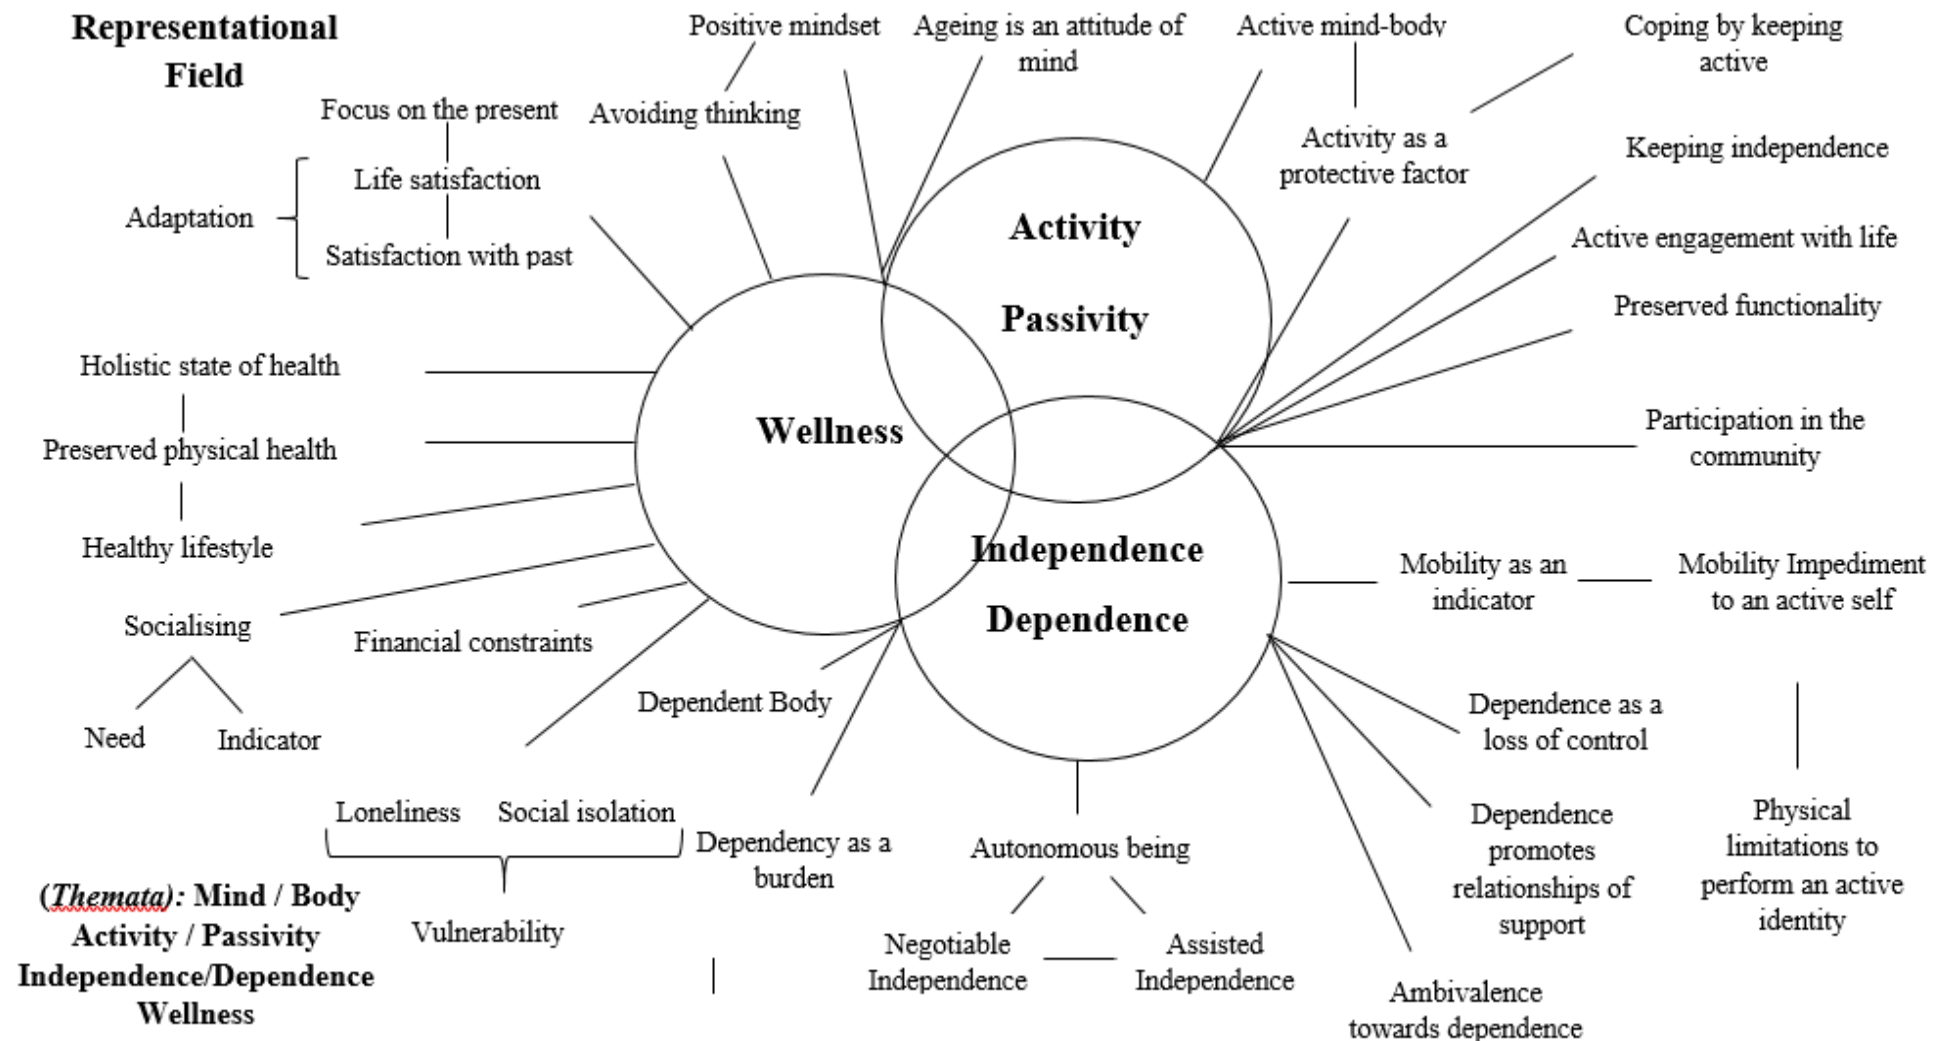 Representational
Field
Positive mindset
Ageing is an attitude of
mind
Active mind-body
Coping by keeping
active
Focus on the present
Avoiding thinking
Activity as a
protective factor
Keeping independence
Life satisfaction
Adaptation
Satisfaction with past
Activity
Passivity
Active engagement with life
Preserved functionality
Holistic state of health
Preserved physical health
Wellness
Participation in the
community
Healthy lifestyle
Independence
Dependence
Mobility as an
indicator
Mobility Impediment
to an active self
Socialising
Financial constraints
Need
Indicator
Dependent Body
Dependence as a
loss of control
Loneliness
Social isolation
Dependency as a
burden
Autonomous being
Dependence
promotes
relationships of
support
Physical
limitations to
perform an active
identity
(Themata): Mind / Body
Activity / Passivity
Independence/Dependence
Wellness
Vulnerability
Negotiable
Independence
Assisted
Independence
Ambivalence
towards dependence